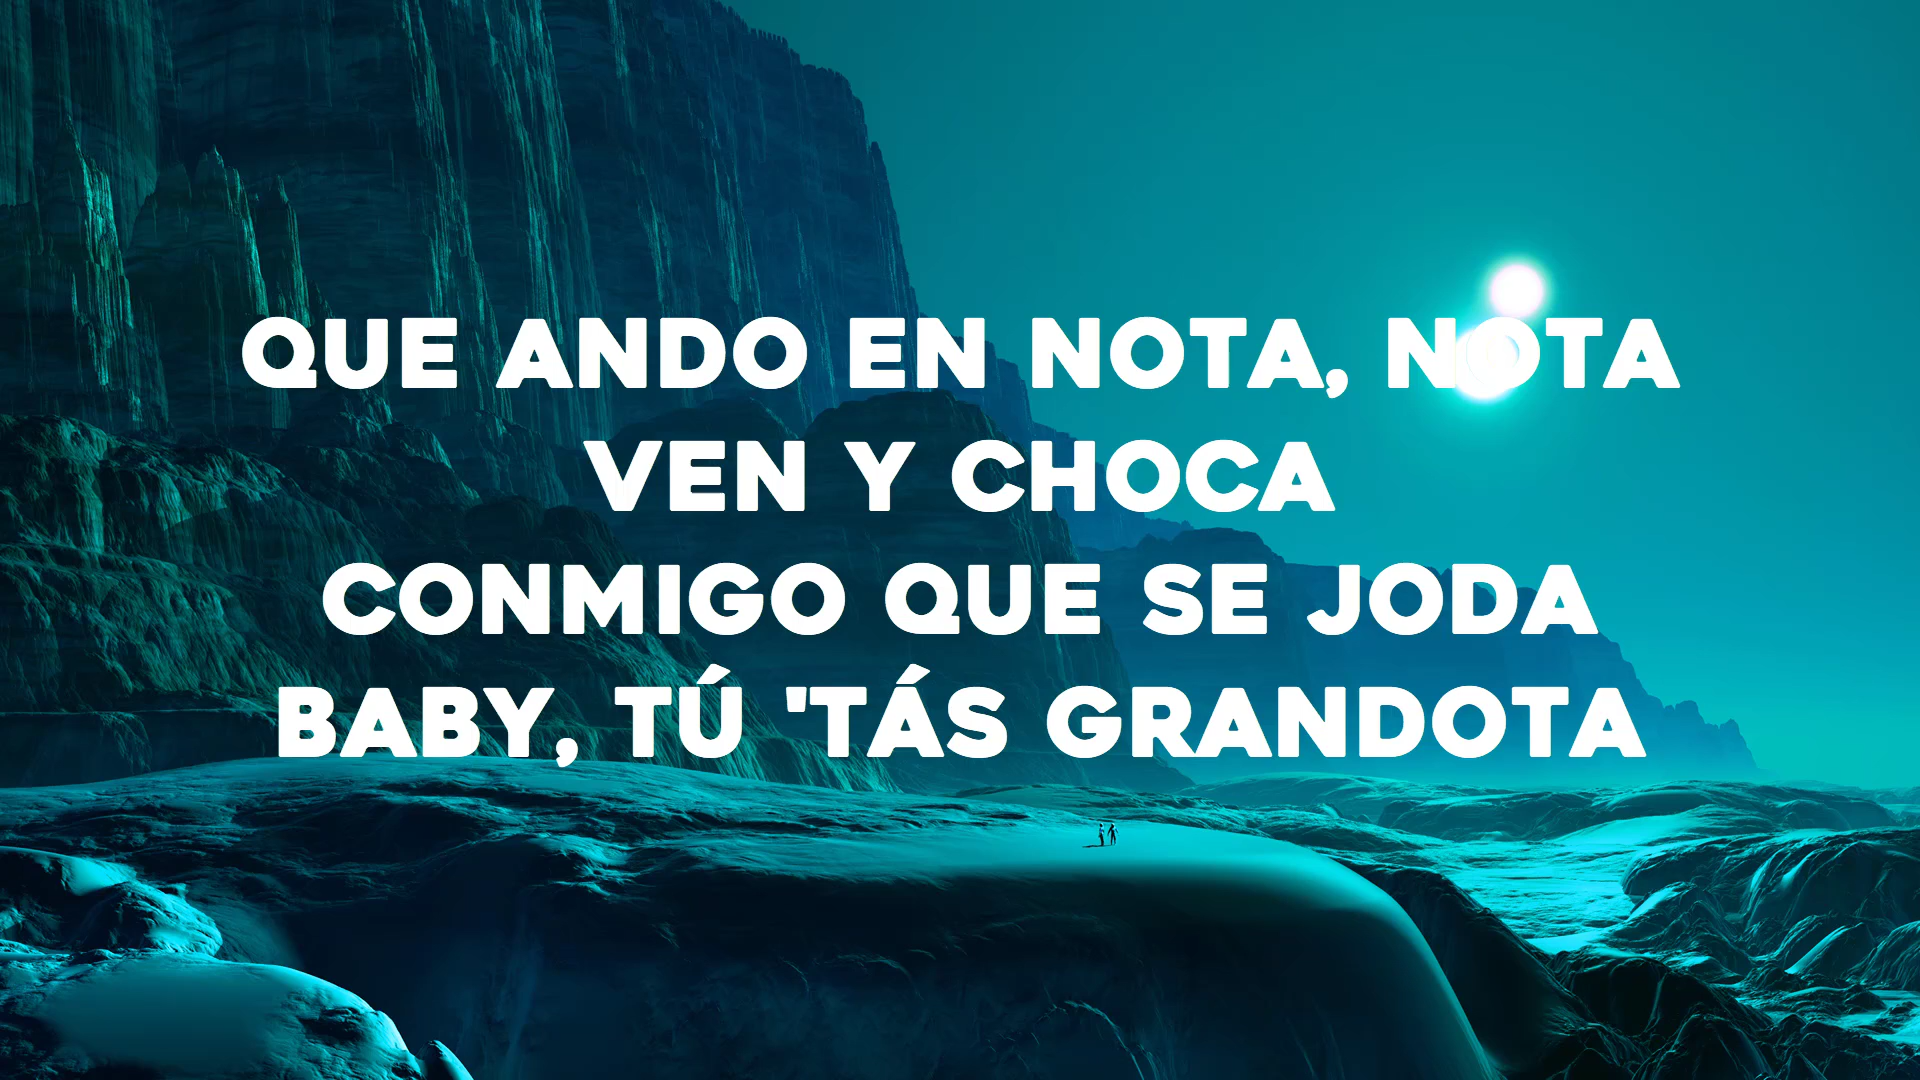 QUE ANDO EN NOTA, NOTA
VEN Y CHOCA
CONMIGO QUE SE JODA
BABY, TÚ 'TÁS GRANDOTA